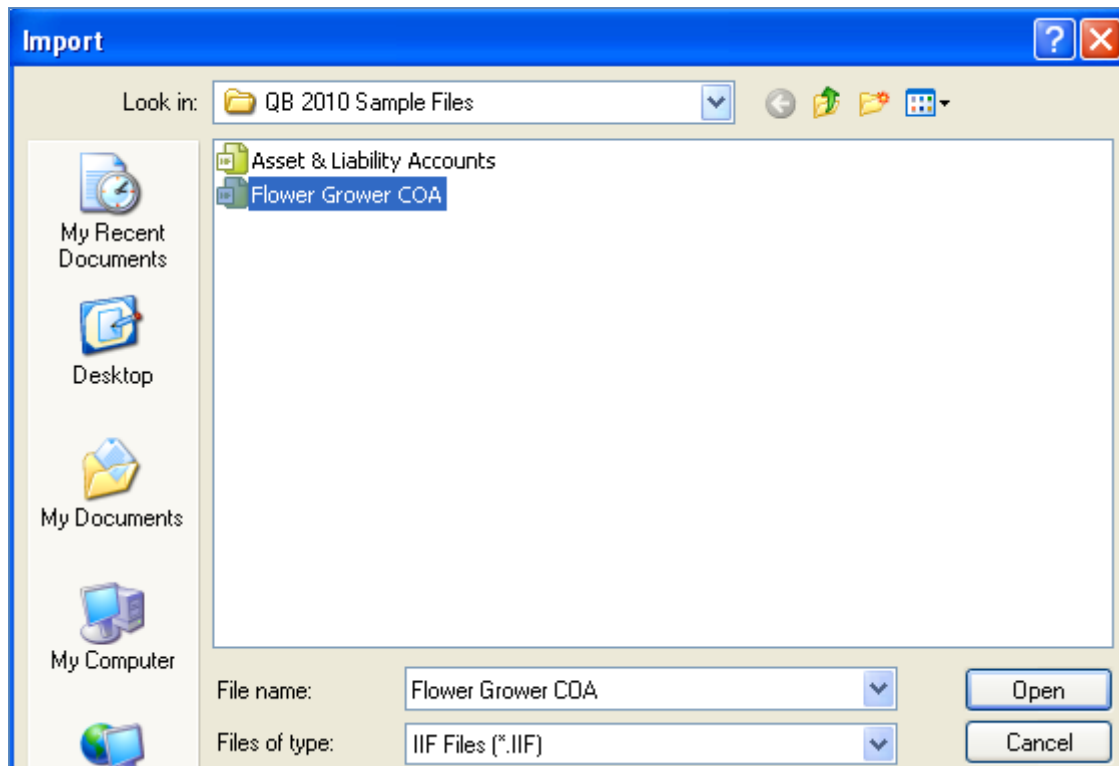 Import
Look in:
QB 2010 Sample Files
Asset & Liability Accounts
Flower Grower COA
My Recent
Documents
Desktop
My Documents
My Computer
File name:
Flower Grower COA
Open
Files of type:
IIF Files (*.IIF)
Cancel